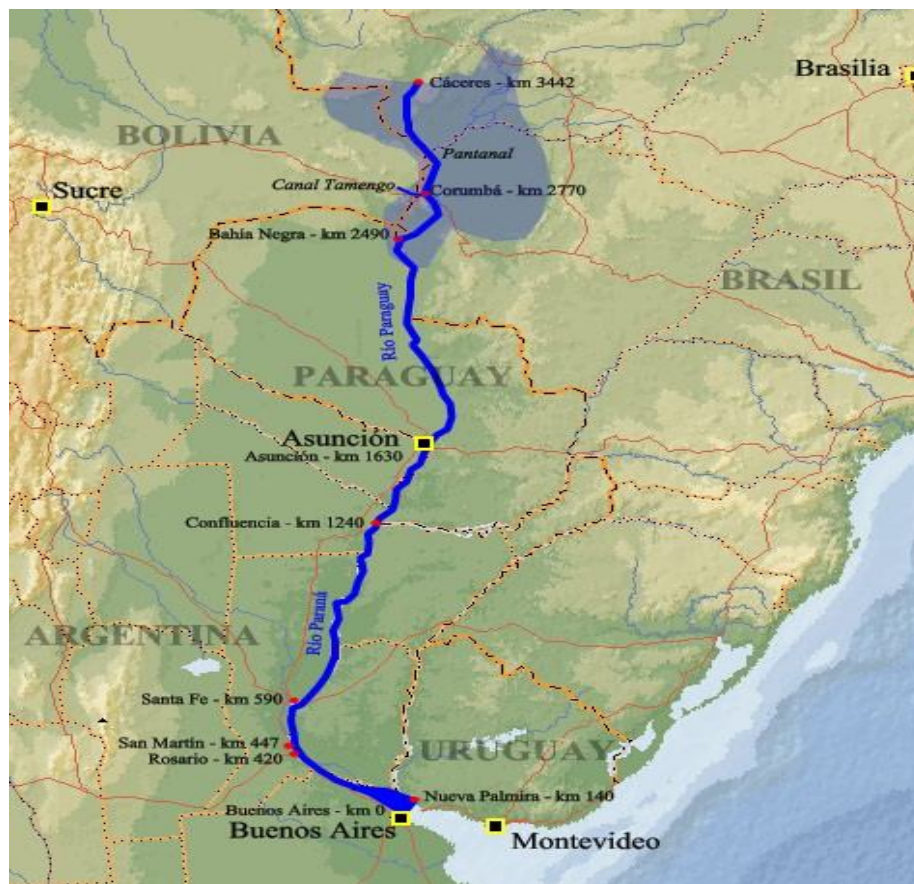 Brasilia
Cáceres - km 3442
BOLIVIA
Pantanal
Canal Tamengo
Corumbá - km 2770
Sucre
Bahía Negra - km 2490
BRASIL
Río Paraguay
PARAGUAY
Asunción
Asunción - km 1630
Confluencia - km 1240
Río Paraná
ARGENTINA
Santa Fe - km 590
San Martín - km 447
Rosario - km 420
URUGUAY
Nueva Palmira - km 140
Buenos Aires - km 0
Buenos Aires
Montevideo